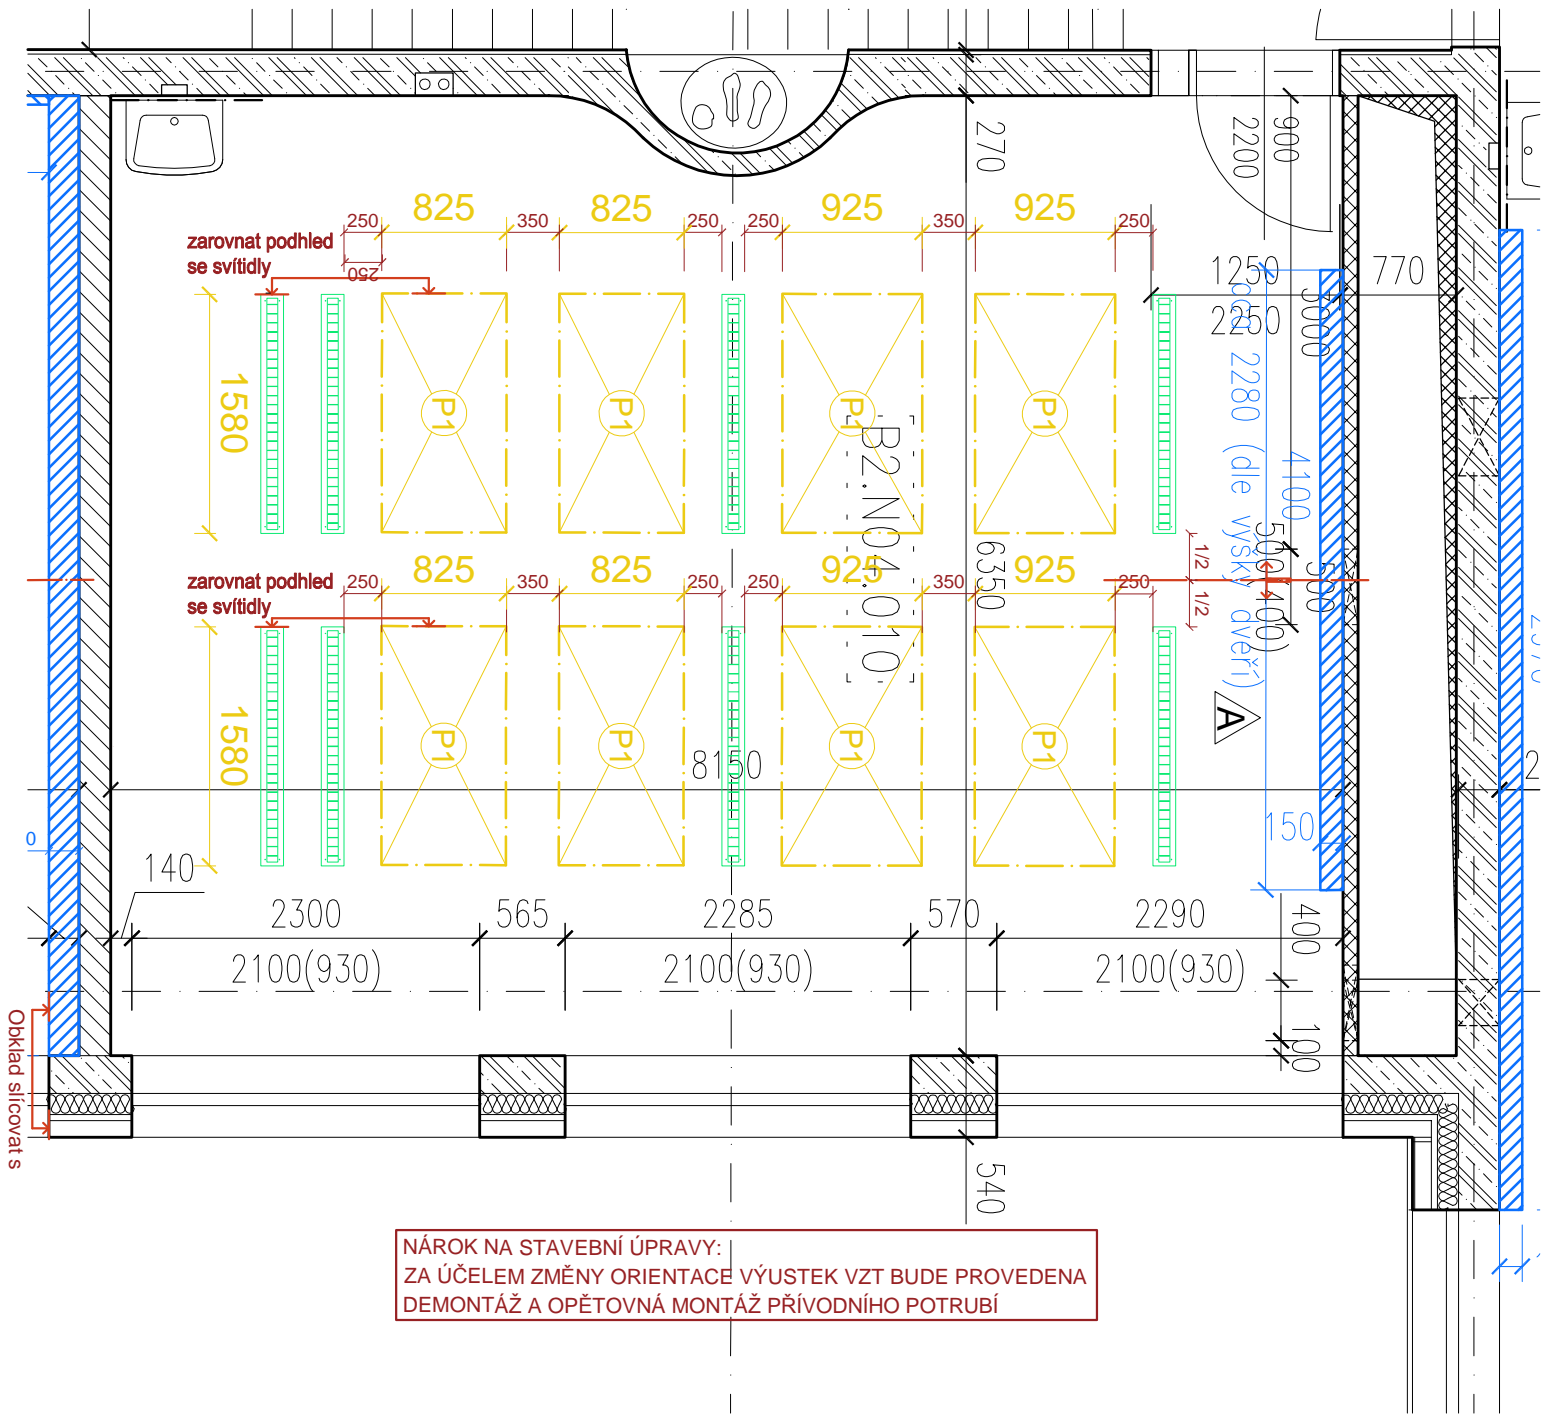 270
900
2200
825
825
925
925
250
350
250
250
350
250
zarovnat podhled
se svítidly
250
1250
2250
770
3000
1580
P1
P1
P1
P1
B2.N04.010
cca 2280 (dle výšky dveří)
4100
500(400)
500
6350
1/2
1/2
825
825
925
925
250
350
250
250
350
250
zarovnat podhled
se svítidly
1580
P1
P1
P1
P1
A
8150
2
150
0
140
2300
565
2285
570
2290
400
2100(930)
2100(930)
2100(930)
100
Obklad slícovat s
540
NÁROK NA STAVEBNÍ ÚPRAVY:
ZA ÚČELEM ZMĚNY ORIENTACE VÝUSTEK VZT BUDE PROVEDENA
DEMONTÁŽ A OPĚTOVNÁ MONTÁŽ PŘÍVODNÍHO POTRUBÍ